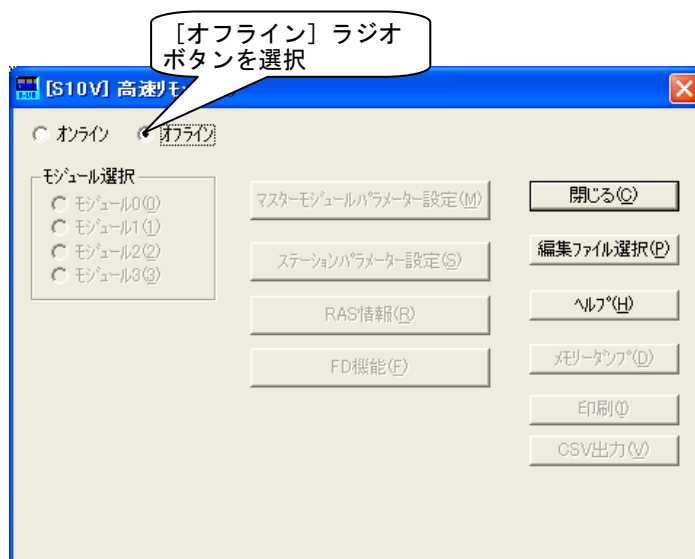 ［オフライン］ラジオ
ボタンを選択
[S10V] 高速リモ
オンライン オフライン
モジュール選択
モジュール0(0)
モジュール1(1)
モジュール2(2)
モジュール3(3)
マスターモジュールパラメーター設定(M)
ステーションパラメーター設定(S)
RAS情報(R)
FD機能(F)
閉じる(C)
編集ファイル選択(P)
ヘルプ(H)
メモリーダンプ(D)
印刷(I)
CSV出力(V)